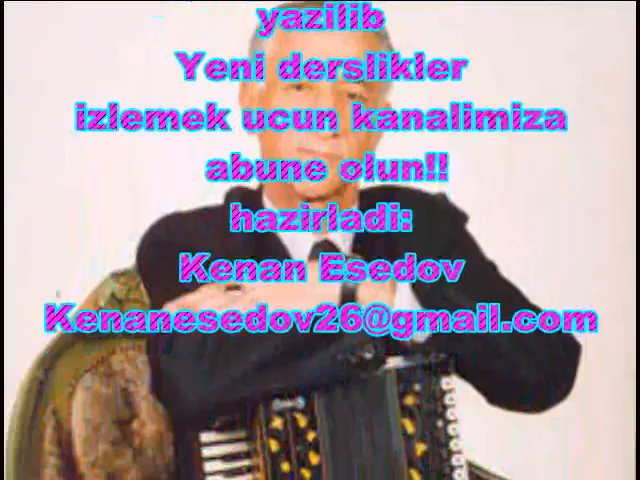 yazilib
Yeni derslikler
izlemek ucun kanalimiza
abune olun!!
hazirladi:
Kenan Esedov
Kenanesedov26@gmail.com